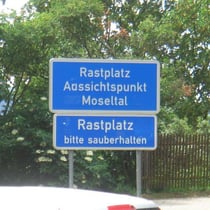 Rastplatz
Aussichtspunkt
Moseltal
Rastplatz
bitte sauberhalten